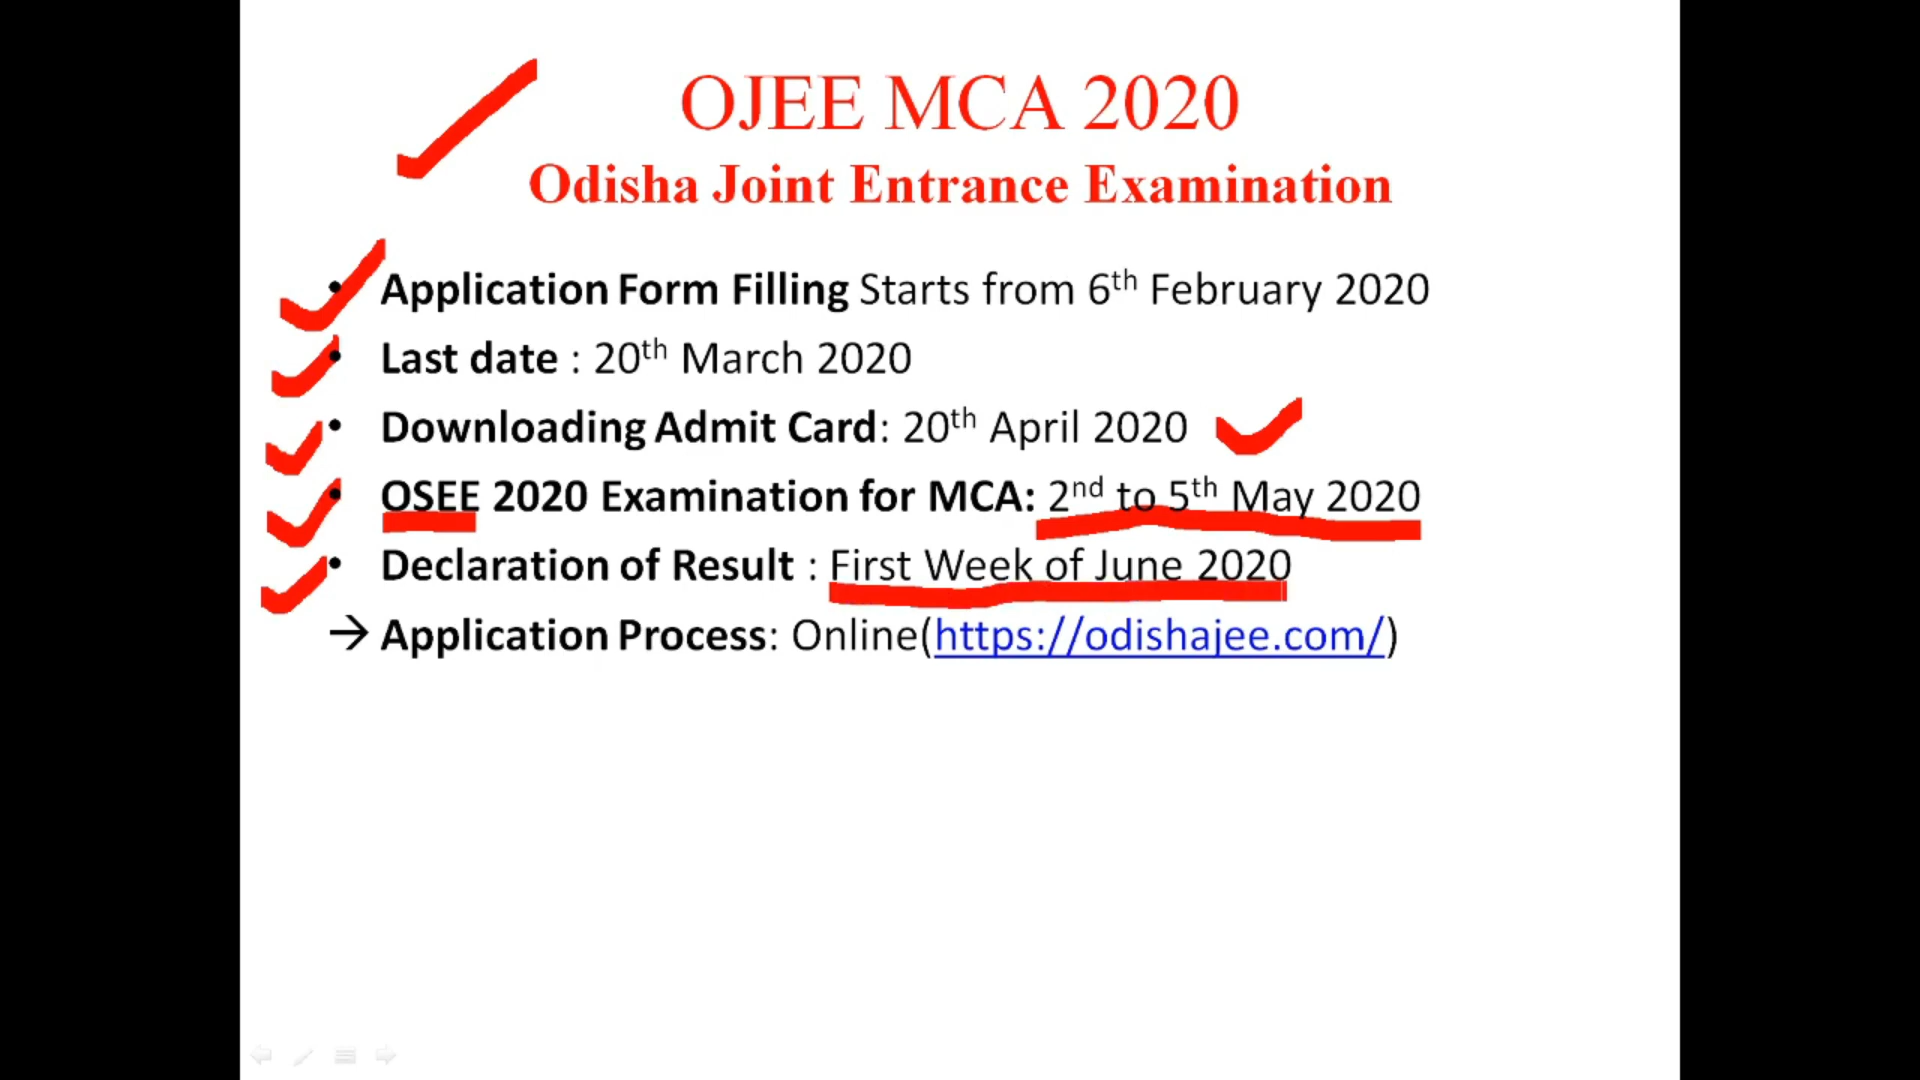 OJEE MCA 2020
Odisha Joint Entrance Examination
• Application Form Filling Starts from 6th February 2020
• Last date : 20th March 2020
• Downloading Admit Card: 20th April 2020
• OSEE 2020 Examination for MCA: 2nd to 5th May 2020
• Declaration of Result : First Week of June 2020
→ Application Process: Online(https://odishajee.com/)